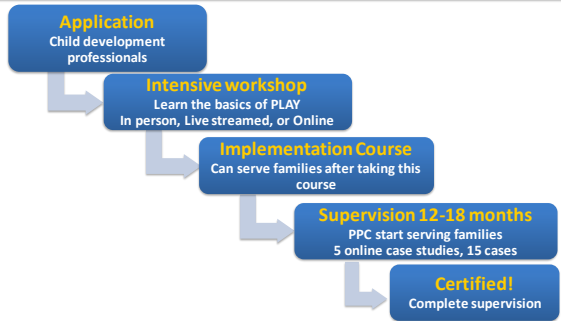 Application
Child development
professionals
Intensive workshop
Learn the basics of PLAY
In person, Live streamed, or Online
Implementation Course
Can serve families after taking this
course
Supervision 12-18 months
PPC start serving families
5 online case studies, 15 cases
Certified!
Complete supervision